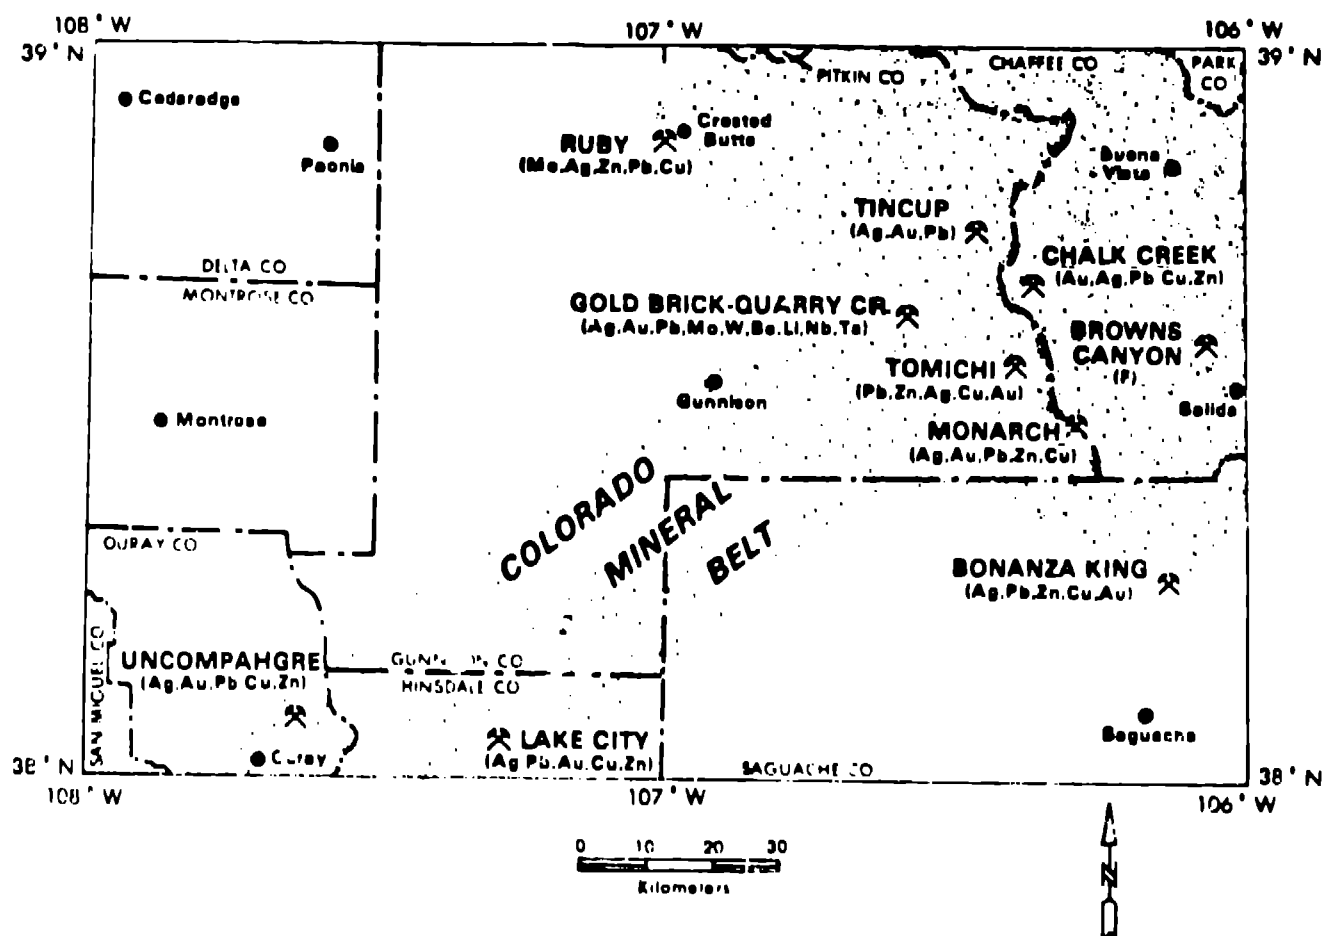 108° W
107° W
106° W
39° N
39° N
PITKIN CO
CHAFFEE CO
PARK
CO
Cedaredge
Paonia
RUBY
(Mo,Ag,Zn,Pb,Cu)
Crested
Butte
Buena
Vista
TINCUP
(Ag,Au,Pb)
CHALK CREEK
(Au,Ag,Pb Cu,Zn)
DELTA CO
MONTROSE CO
GOLD BRICK-QUARRY CR.
(Ag,Au,Pb,Mo,W,Be,Li,Nb,Ta)
BROWNS
CANYON
(F)
TOMICHI
(Pb,Zn,Ag,Cu,Au)
Gunnison
Salida
Montrose
MONARCH
(Ag,Au,Pb,Zn,Cu)
COLORADO
MINERAL
BELT
OURAY CO
BONANZA KING
(Ag,Pb,Zn,Cu,Au)
SAN MIGUEL CO
UNCOMPAHGRE
(Ag,Au,Pb Cu,Zn)
GUNNISON CO
HINSDALE CO
Ouray
LAKE CITY
(Ag Pb,Au,Cu,Zn)
Saguache
SAGUACHE CO
38° N
38° N
108° W
107° W
106° W
0 10 20 30
Kilometers
N